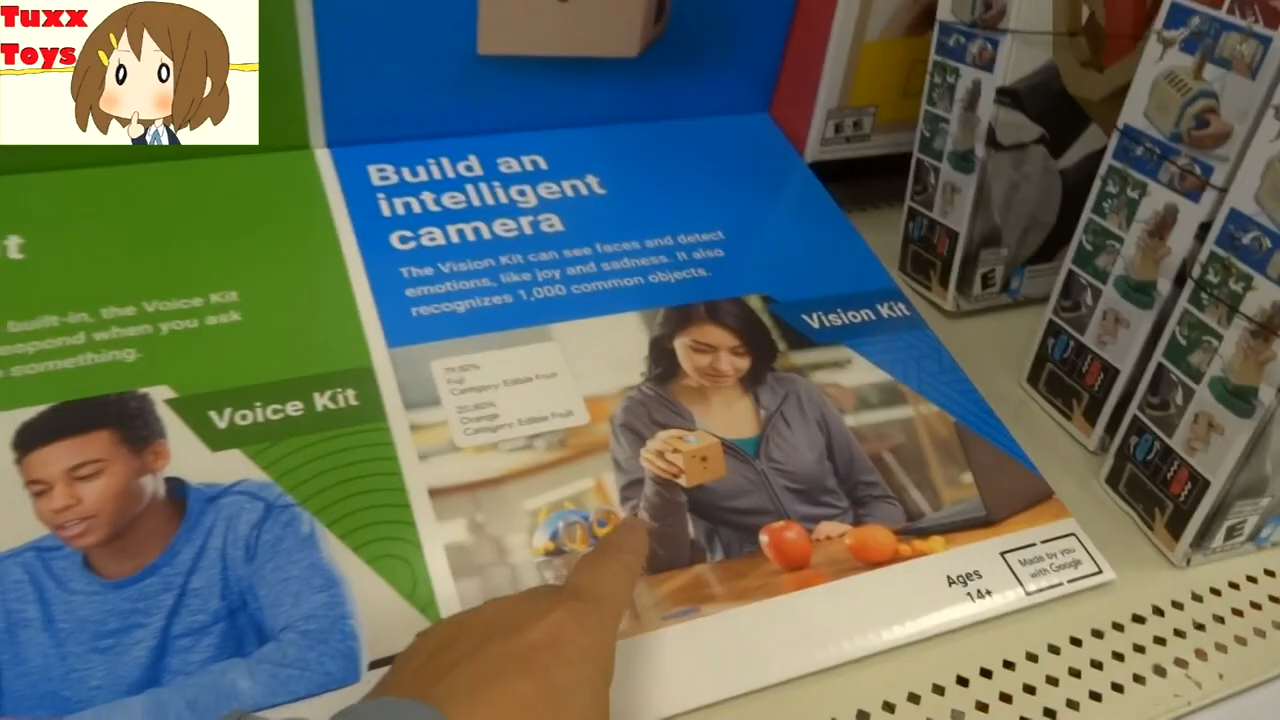 Tuxx
Toys
t
built-in, the Voice Kit
respond when you ask
something.
Voice Kit
Build an
intelligent
camera
The Vision Kit can see faces and detect
emotions, like joy and sadness. It also
recognizes 1,000 common objects.
Vision Kit
Fuji
Category: Edible Fruit
Orange
Category: Edible Fruit
Ages
14+
Made by you
with Google
E
E